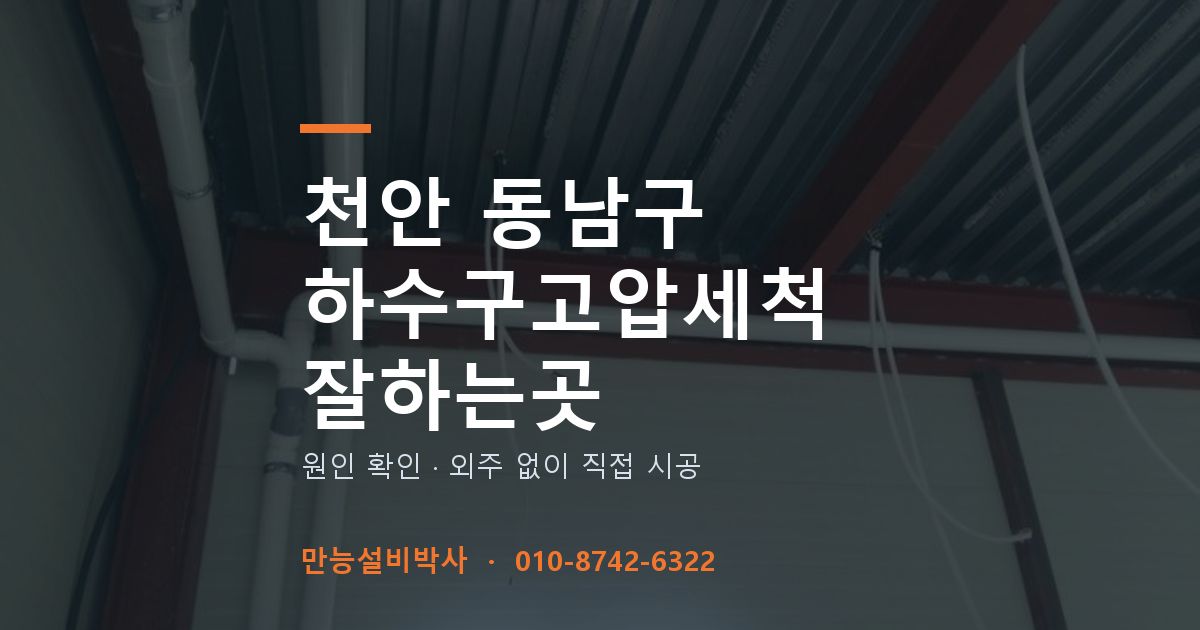 천안 동남구
하수구고압세척
잘하는곳
원인 확인 · 외주 없이 직접 시공
만능설비박사 · 010-8742-6322